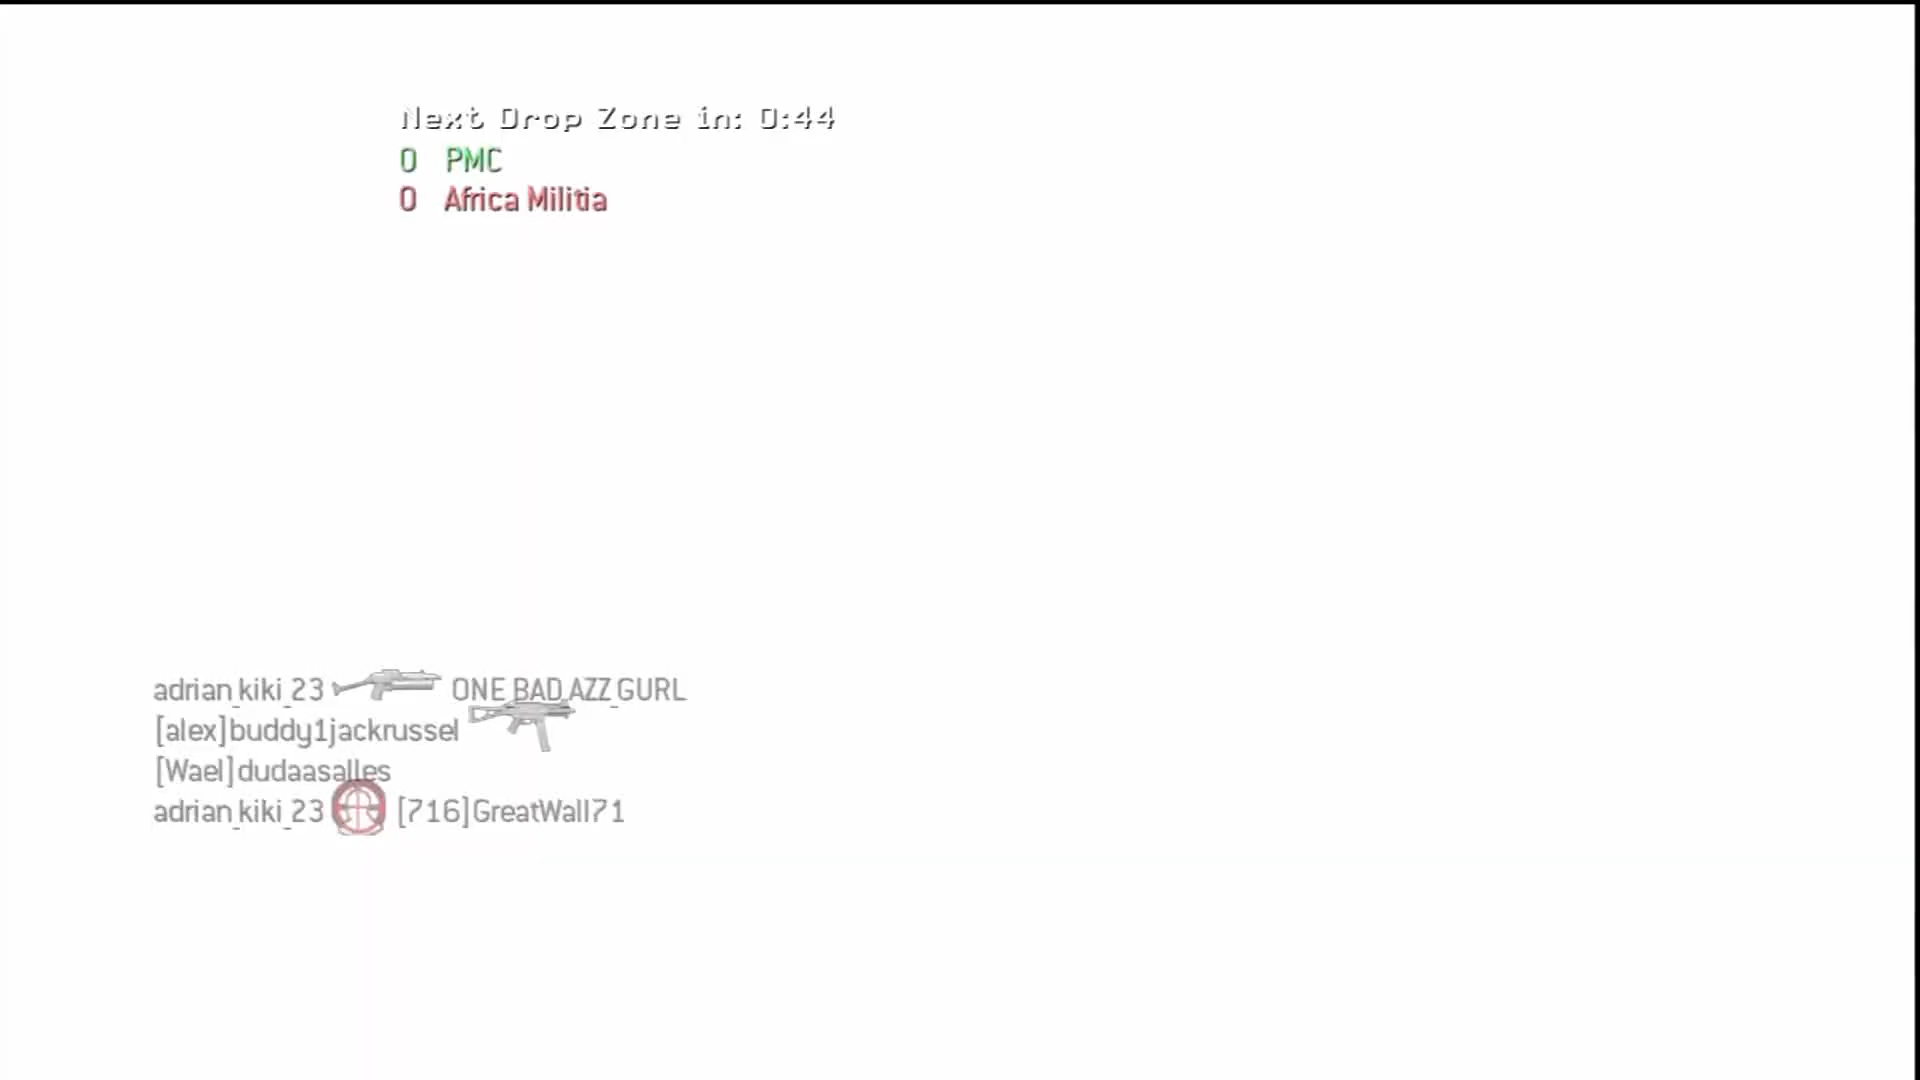 Next Drop Zone in: 0:44
0 PMC
0 Africa Militia
adrian_kiki_23 ONE_BAD_AZZ_GURL
[alex]buddy1jackrussel
[Wael]dudaasalles
adrian_kiki_23 [716]GreatWall71